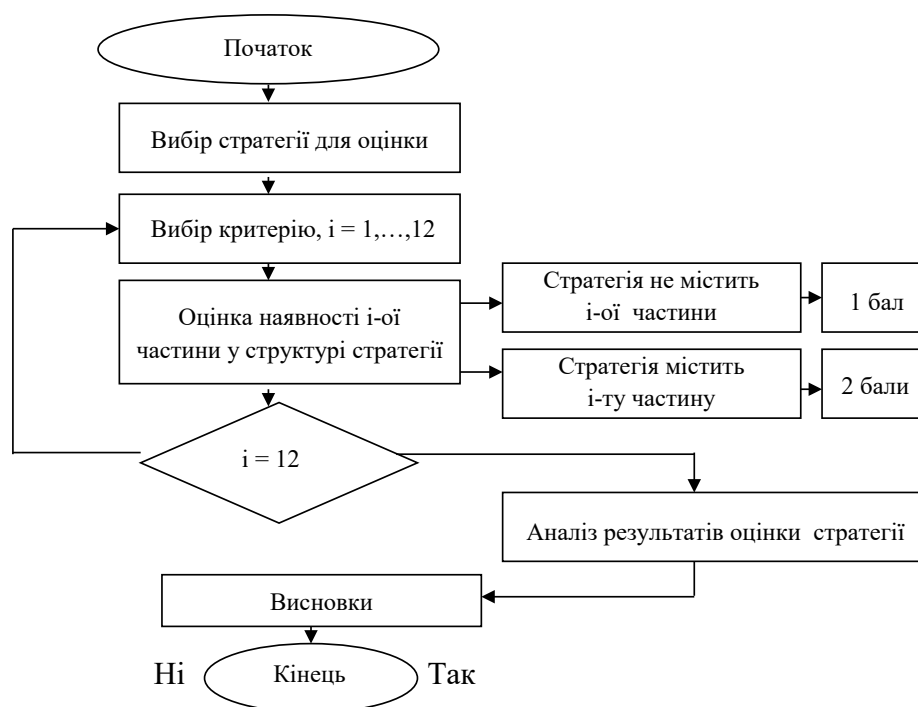 Початок
Вибір стратегії для оцінки
Вибір критерію, i = 1,…,12
Оцінка наявності i-ої
частини у структурі стратегії
Стратегія не містить
i-ої частини
1 бал
Стратегія містить
i-ту частину
2 бали
i = 12
Аналіз результатів оцінки стратегії
Висновки
Ні
Кінець
Так